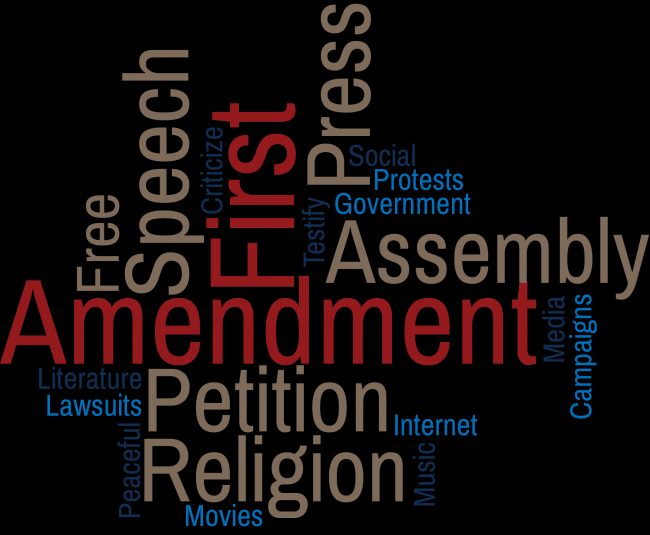 Press
Speech
First
Criticize
Social
Protests
Government
Free
Testify
Assembly
Amendment
Media
Campaigns
Literature
Lawsuits
Petition
Internet
Peaceful
Religion
Music
Movies